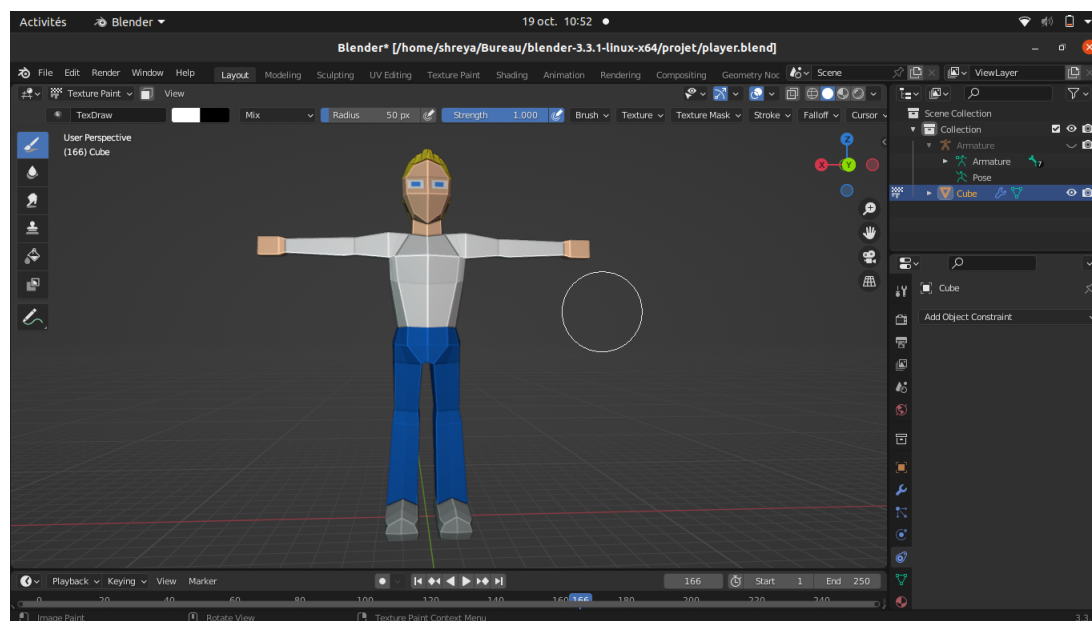 Activités Blender 19 oct. 10:52
Blender* [/home/shreya/Bureau/blender-3.3.1-linux-x64/projet/player.blend]
File Edit Render Window Help Layout Modeling Sculpting UV Editing Texture Paint Shading Animation Rendering Compositing Geometry Noc Scene ViewLayer
Texture Paint View
TexDraw Mix Radius 50 px Strength 1.000 Brush Texture Texture Mask Stroke Falloff Cursor
User Perspective
(166) Cube
Z
X Y
Scene Collection
Collection
Armature
Armature 7
Pose
Cube
Cube
Add Object Constraint
Playback Keying View Marker 166 Start 1 End 250
0 20 40 60 80 100 120 140 160 166 180 200 220 240
Image Paint Rotate View Texture Paint Context Menu 3.3